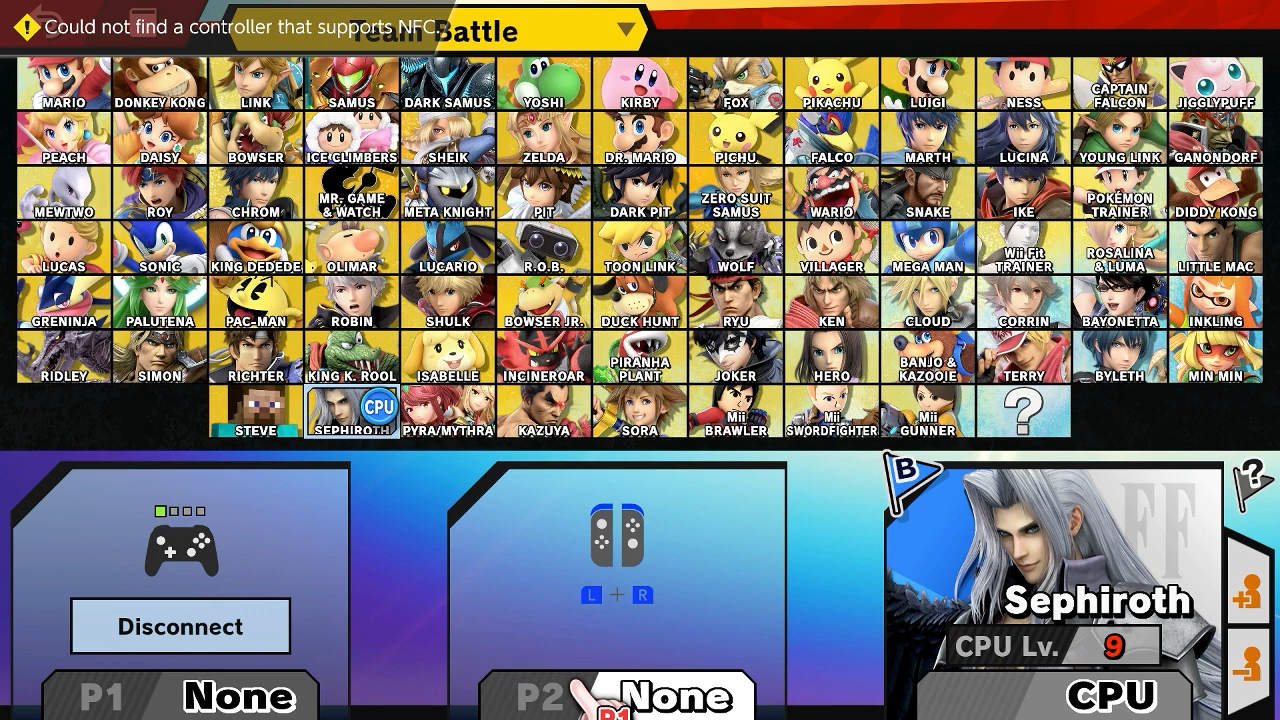 Could not find a controller that supports NFC.
Team Battle
MARIO DONKEY KONG LINK SAMUS DARK SAMUS YOSHI KIRBY FOX PIKACHU LUIGI NESS CAPTAIN FALCON JIGGLYPUFF
PEACH DAISY BOWSER ICE CLIMBERS SHEIK ZELDA DR. MARIO PICHU FALCO MARTH LUCINA YOUNG LINK GANONDORF
MEWTWO ROY CHROM MR. GAME & WATCH META KNIGHT PIT DARK PIT ZERO SUIT SAMUS WARIO SNAKE IKE POKÉMON TRAINER DIDDY KONG
LUCAS SONIC KING DEDEDE OLIMAR LUCARIO R.O.B. TOON LINK WOLF VILLAGER MEGA MAN Wii Fit TRAINER ROSALINA & LUMA LITTLE MAC
GRENINJA PALUTENA PAC-MAN ROBIN SHULK BOWSER JR. DUCK HUNT RYU KEN CLOUD CORRIN BAYONETTA INKLING
RIDLEY SIMON RICHTER KING K. ROOL ISABELLE INCINEROAR PIRANHA PLANT JOKER HERO BANJO & KAZOOIE TERRY BYLETH MIN MIN
STEVE SEPHIROTH CPU PYRA/MYTHRA KAZUYA SORA Mii BRAWLER Mii SWORDFIGHTER Mii GUNNER ?
B ?
FF
L + R
Sephiroth
Disconnect
CPU Lv. 9
P1 None P2 None CPU
P1